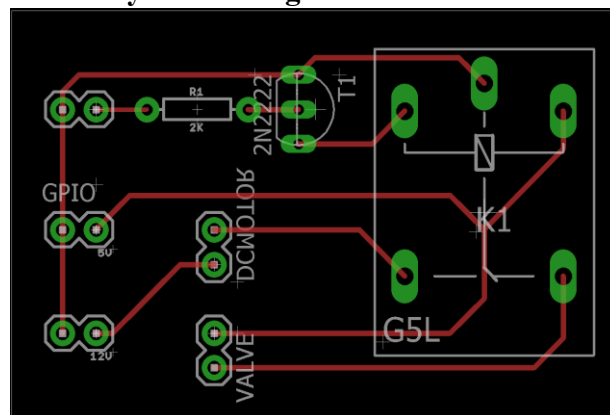 R1
2K
2N2222
T1
GPIO
5V
DCMOTOR
K1
12V
VALVE
G5L